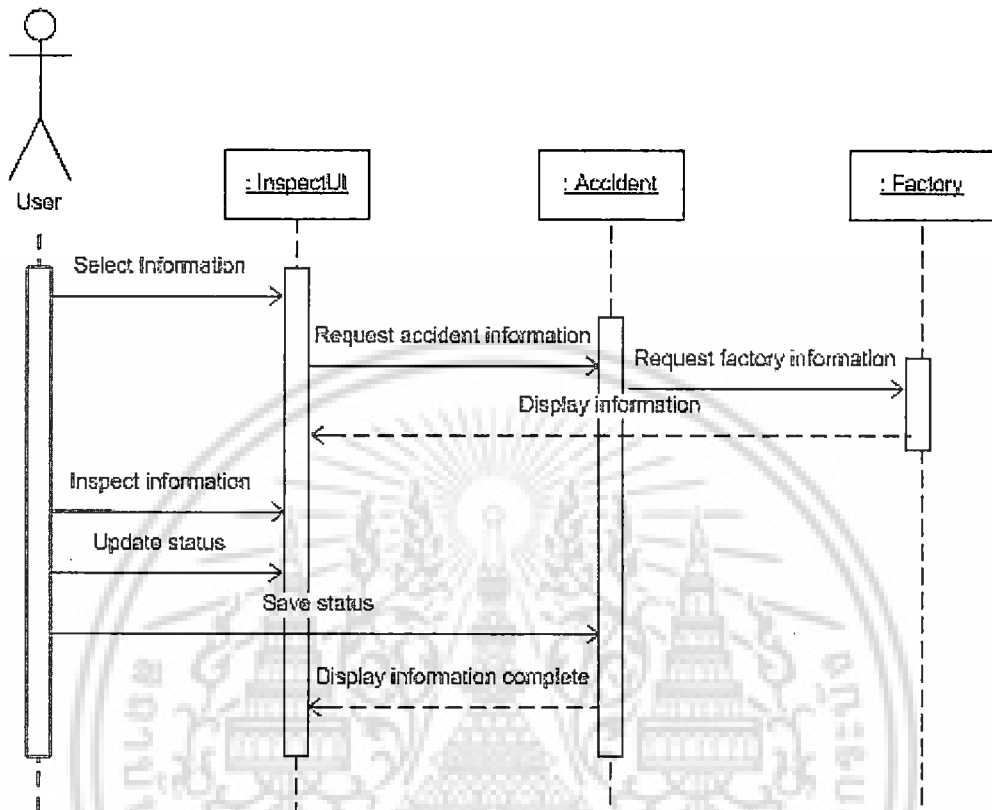 User
: InspectUI
: Accident
: Factory
Select Information
Request accident information
Request factory information
Display information
Inspect information
Update status
Save status
Display information complete